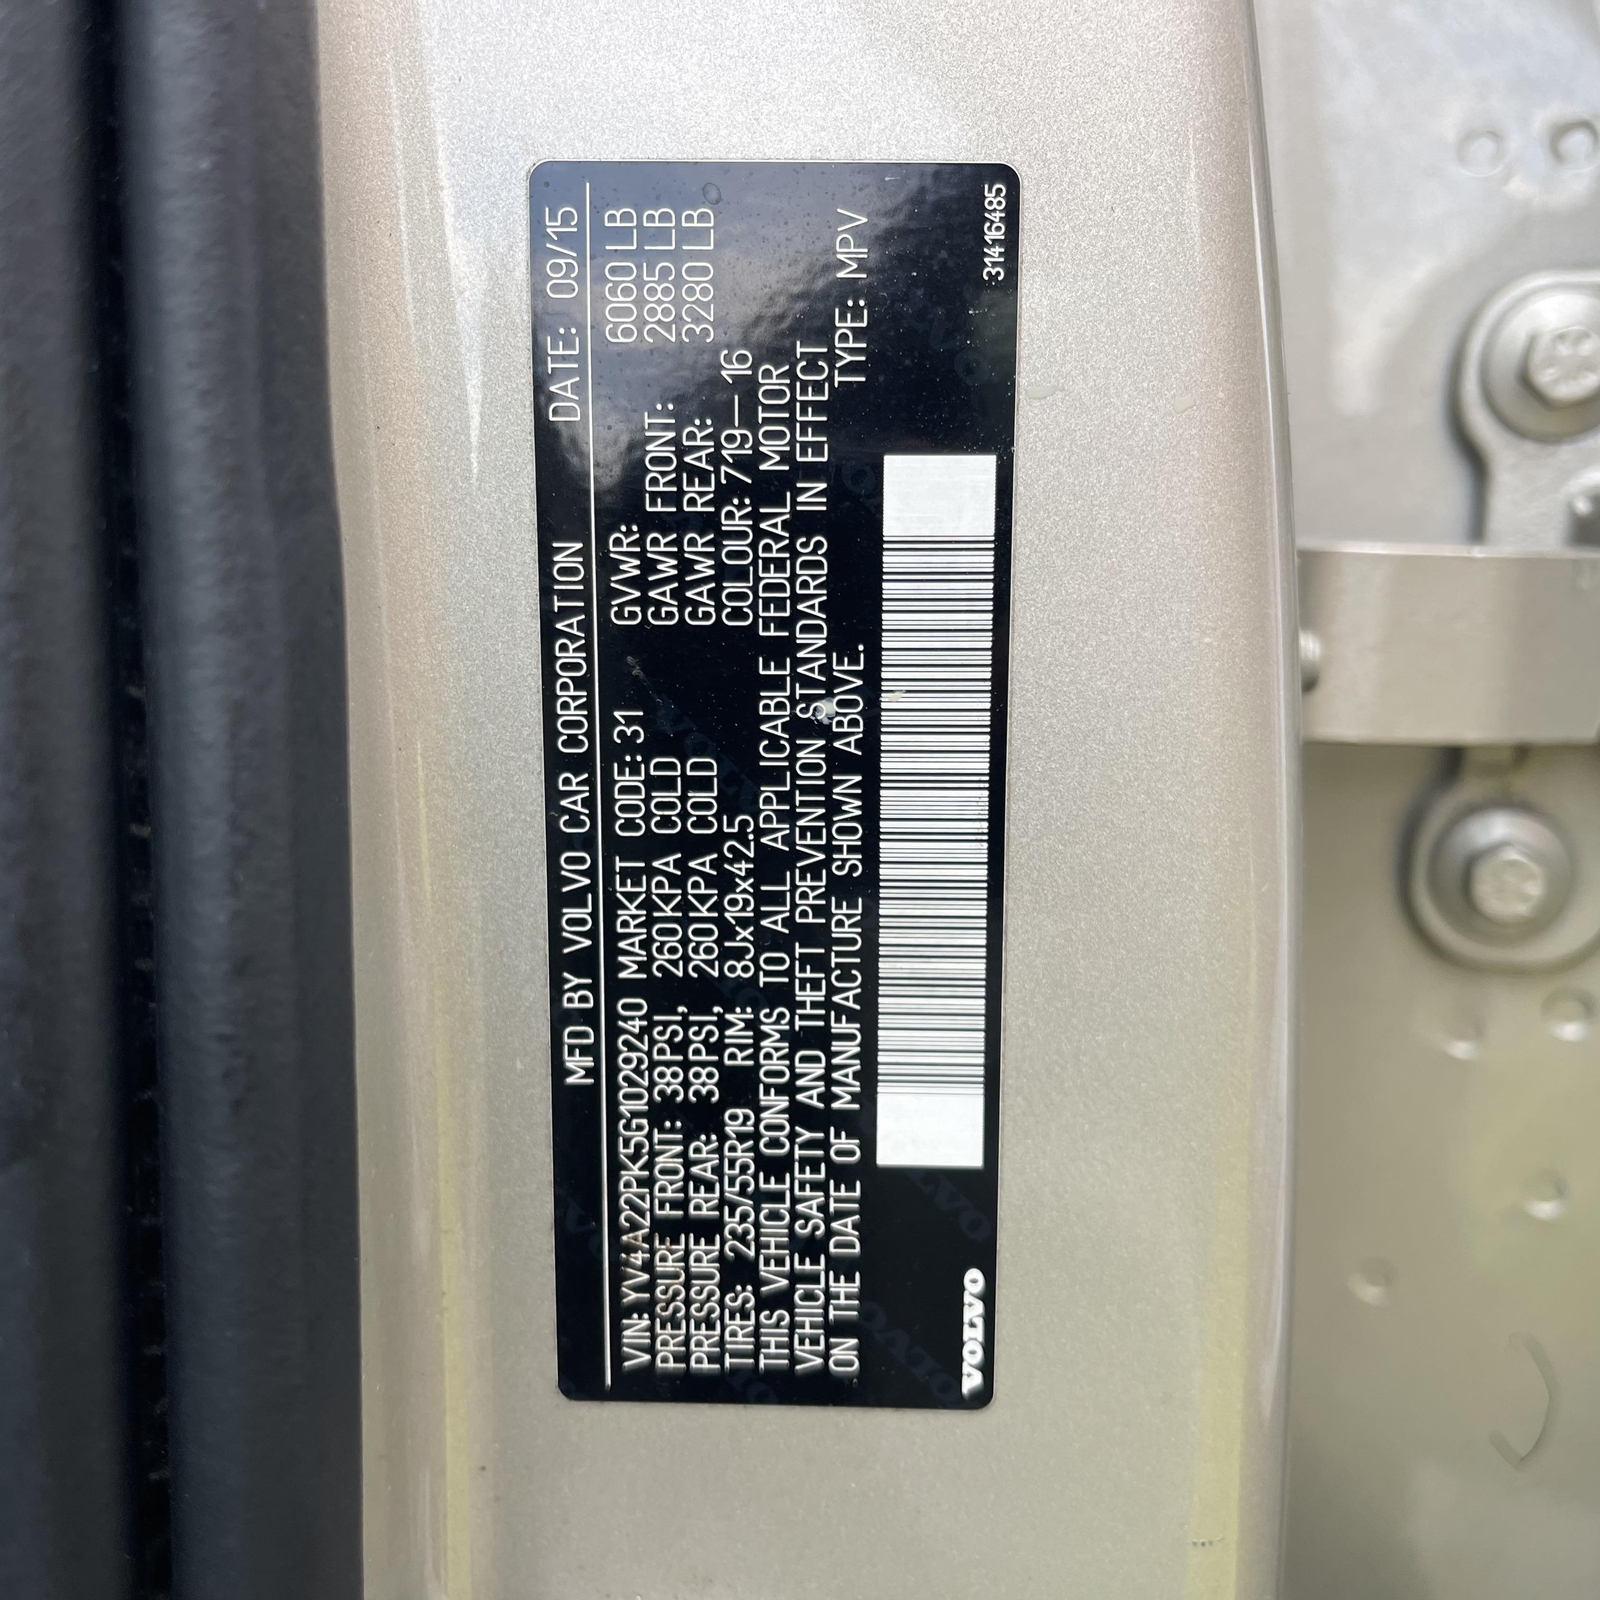 MFD BY VOLVO CAR CORPORATION DATE: 09/15
VIN: YV4A22PK5G1029240 MARKET CODE: 31 GVWR: 6060 LB
PRESSURE FRONT: 38PSI, 260KPA COLD GAWR FRONT: 2885 LB
PRESSURE REAR: 38PSI, 260KPA COLD GAWR REAR: 3280 LB
TIRES: 235/55R19 RIM: 8Jx19x42.5 COLOUR: 719—16
THIS VEHICLE CONFORMS TO ALL APPLICABLE FEDERAL MOTOR
VEHICLE SAFETY AND THEFT PREVENTION STANDARDS IN EFFECT
ON THE DATE OF MANUFACTURE SHOWN ABOVE. TYPE: MPV
VOLVO 31416485